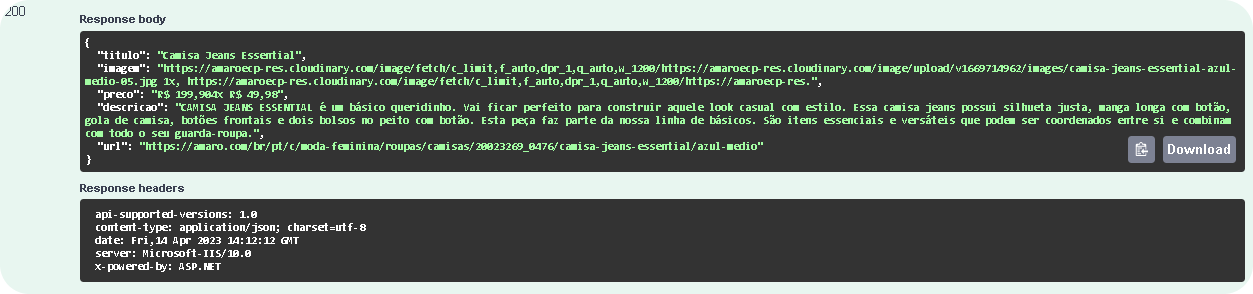 200
Response body
{
"titulo": "Camisa Jeans Essential",
"imagem": "https://amaroecp-res.cloudinary.com/image/fetch/c_limit,f_auto,dpr_1,q_auto,w_1200/https://amaroecp-res.cloudinary.com/image/upload/v1669714962/images/camisa-jeans-essential-azul-
medio-05.jpg 1x, https://amaroecp-res.cloudinary.com/image/fetch/c_limit,f_auto,dpr_1,q_auto,w_1200/https://amaroecp-res.",
"preco": "R$ 199,904x R$ 49,98",
"descricao": "CAMISA JEANS ESSENTIAL é um básico queridinho. Vai ficar perfeito para construir aquele look casual com estilo. Essa camisa jeans possui silhueta justa, manga longa com botão,
gola de camisa, botões frontais e dois bolsos no peito com botão. Esta peça faz parte da nossa linha de básicos. São itens essenciais e versáteis que podem ser coordenados entre si e combinam
com todo o seu guarda-roupa.",
"url": "https://amaro.com/br/pt/c/moda-feminina/roupas/camisas/20023269_0476/camisa-jeans-essential/azul-medio"
}
Download
Response headers
api-supported-versions: 1.0
content-type: application/json; charset=utf-8
date: Fri,14 Apr 2023 14:12:12 GMT
server: Microsoft-IIS/10.0
x-powered-by: ASP.NET